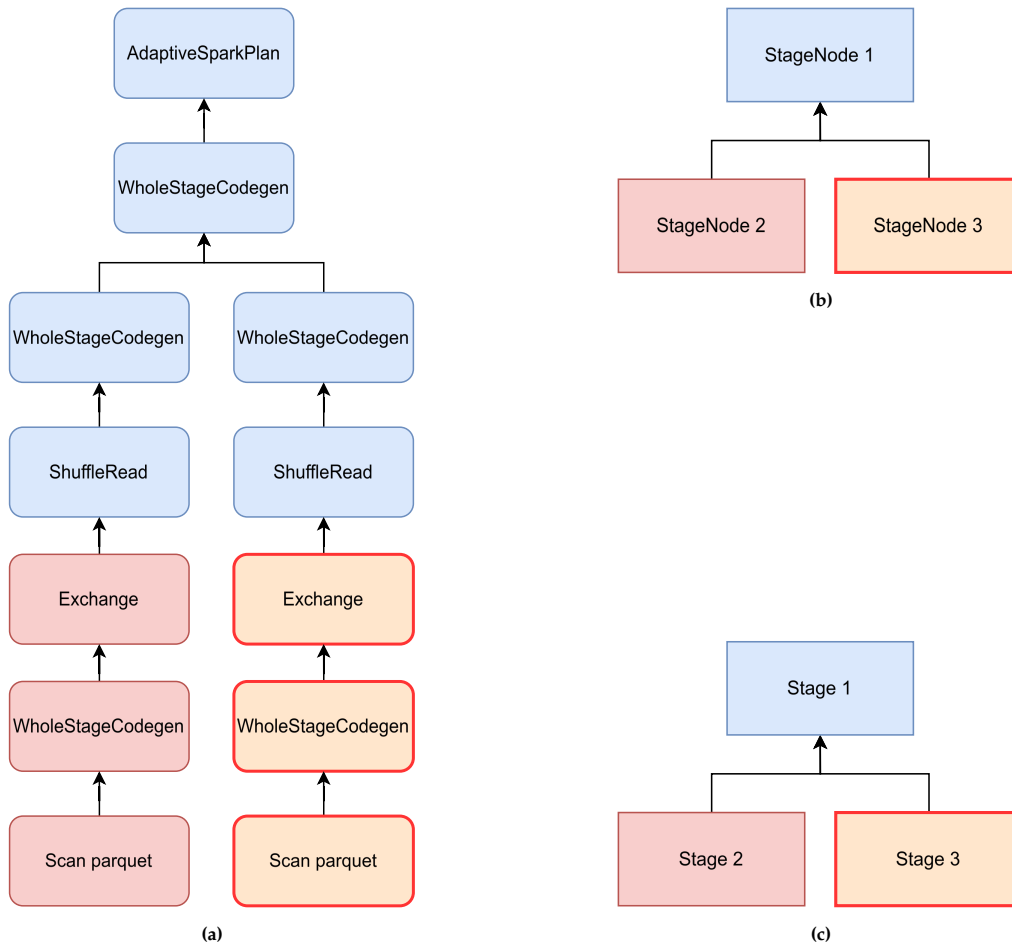 AdaptiveSparkPlan
WholeStageCodegen
WholeStageCodegen
WholeStageCodegen
ShuffleRead
ShuffleRead
Exchange
Exchange
WholeStageCodegen
WholeStageCodegen
Scan parquet
Scan parquet
(a)
StageNode 1
StageNode 2
StageNode 3
(b)
Stage 1
Stage 2
Stage 3
(c)